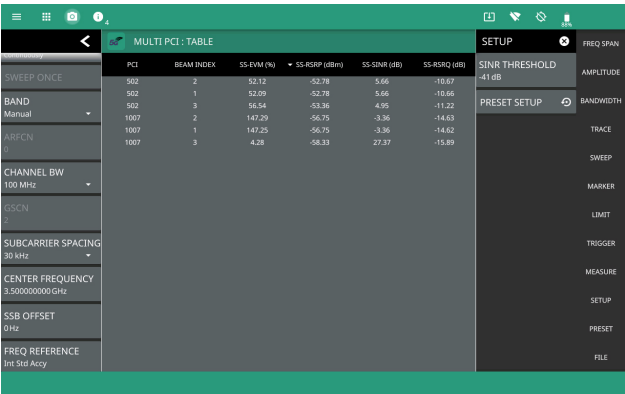 4
88%
MULTI PCI : TABLE
SETUP
FREQ SPAN
AMPLITUDE
BANDWIDTH
TRACE
SWEEP
MARKER
LIMIT
TRIGGER
MEASURE
SETUP
PRESET
FILE
SINR THRESHOLD
-41 dB
PRESET SETUP
Continuously
SWEEP ONCE
BAND
Manual
ARFCN
0
CHANNEL BW
100 MHz
GSCN
2
SUBCARRIER SPACING
30 kHz
CENTER FREQUENCY
3.500000000 GHz
SSB OFFSET
0 Hz
FREQ REFERENCE
Int Std Accy
PCI BEAM INDEX SS-EVM (%) SS-RSRP (dBm) SS-SINR (dB) SS-RSRQ (dB)
502 2 52.12 -52.78 5.66 -10.67
502 1 52.09 -52.78 5.66 -10.66
502 3 56.54 -53.36 4.95 -11.22
1007 2 147.29 -56.75 -3.36 -14.63
1007 1 147.25 -56.75 -3.36 -14.62
1007 3 4.28 -58.33 27.37 -15.89